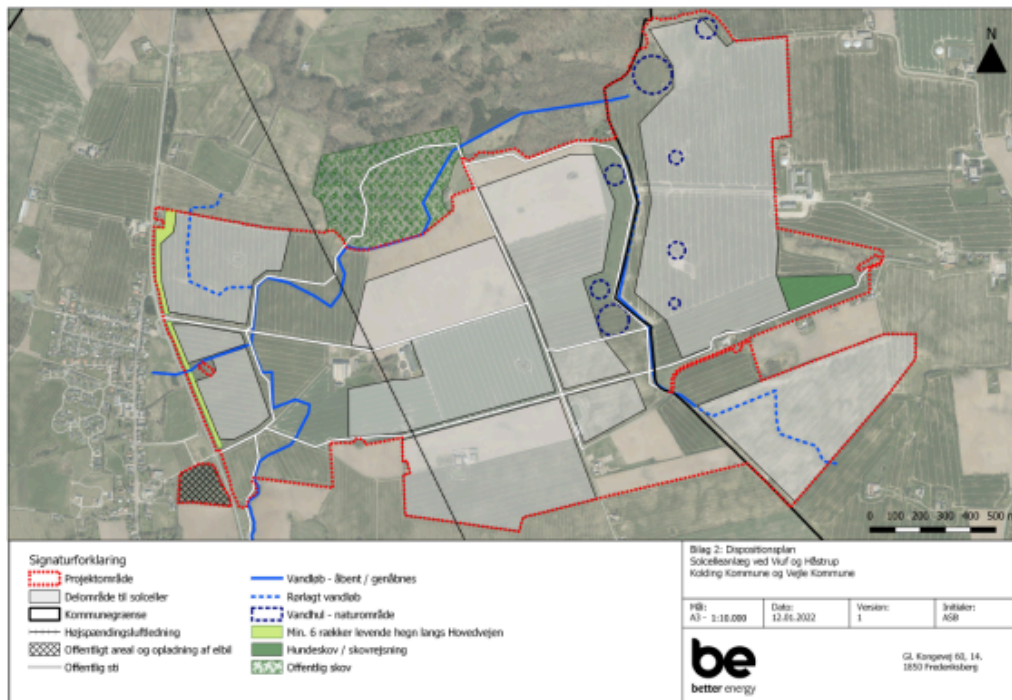 N
0 100 200 300 400 500 m
Signaturforklaring
Projektområde
Delområde til solceller
Kommunegrænse
Højspændingsluftledning
Offentligt areal og opladning af elbil
Offentlig sti
Vandløb - åbent / genåbnes
Rørlagt vandløb
Vandhul - naturområde
Min. 6 rækker levende hegn langs Hovedvejen
Hundeskov / skovrejsning
Offentlig skov
Bilag 2: Dispositionsplan
Solcelleanlæg ved Viuf og Håstrup
Kolding Kommune og Vejle Kommune
Mål:
A3 - 1:10.000
Dato:
12.01.2022
Version:
1
Initialer:
ASB
be
better energy
Gl. Kongevej 60, 14.
1850 Frederiksberg